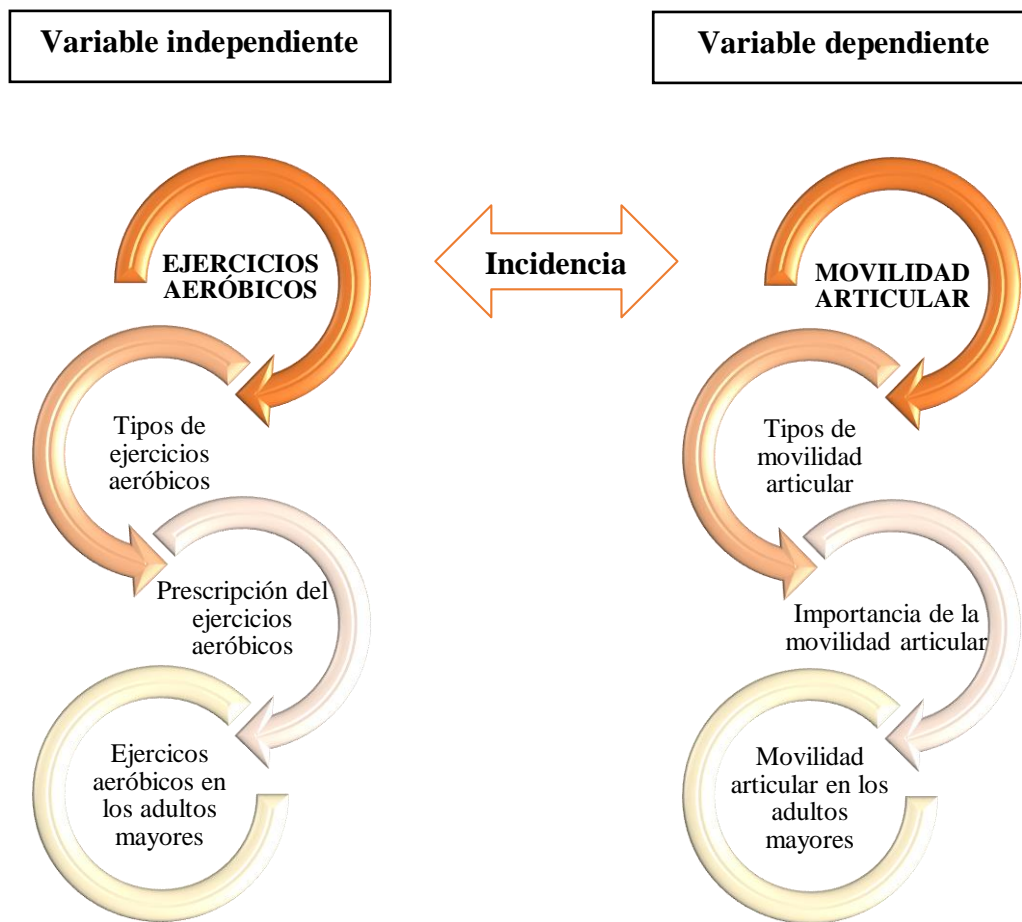 Variable independiente
Variable dependiente
EJERCICIOS
AERÓBICOS
Incidencia
MOVILIDAD
ARTICULAR
Tipos de
ejercicios
aeróbicos
Tipos de
movilidad
articular
Prescripción del
ejercicios
aeróbicos
Importancia de la
movilidad articular
Ejercicos
aeróbicos en
los adultos
mayores
Movilidad
articular en los
adultos
mayores